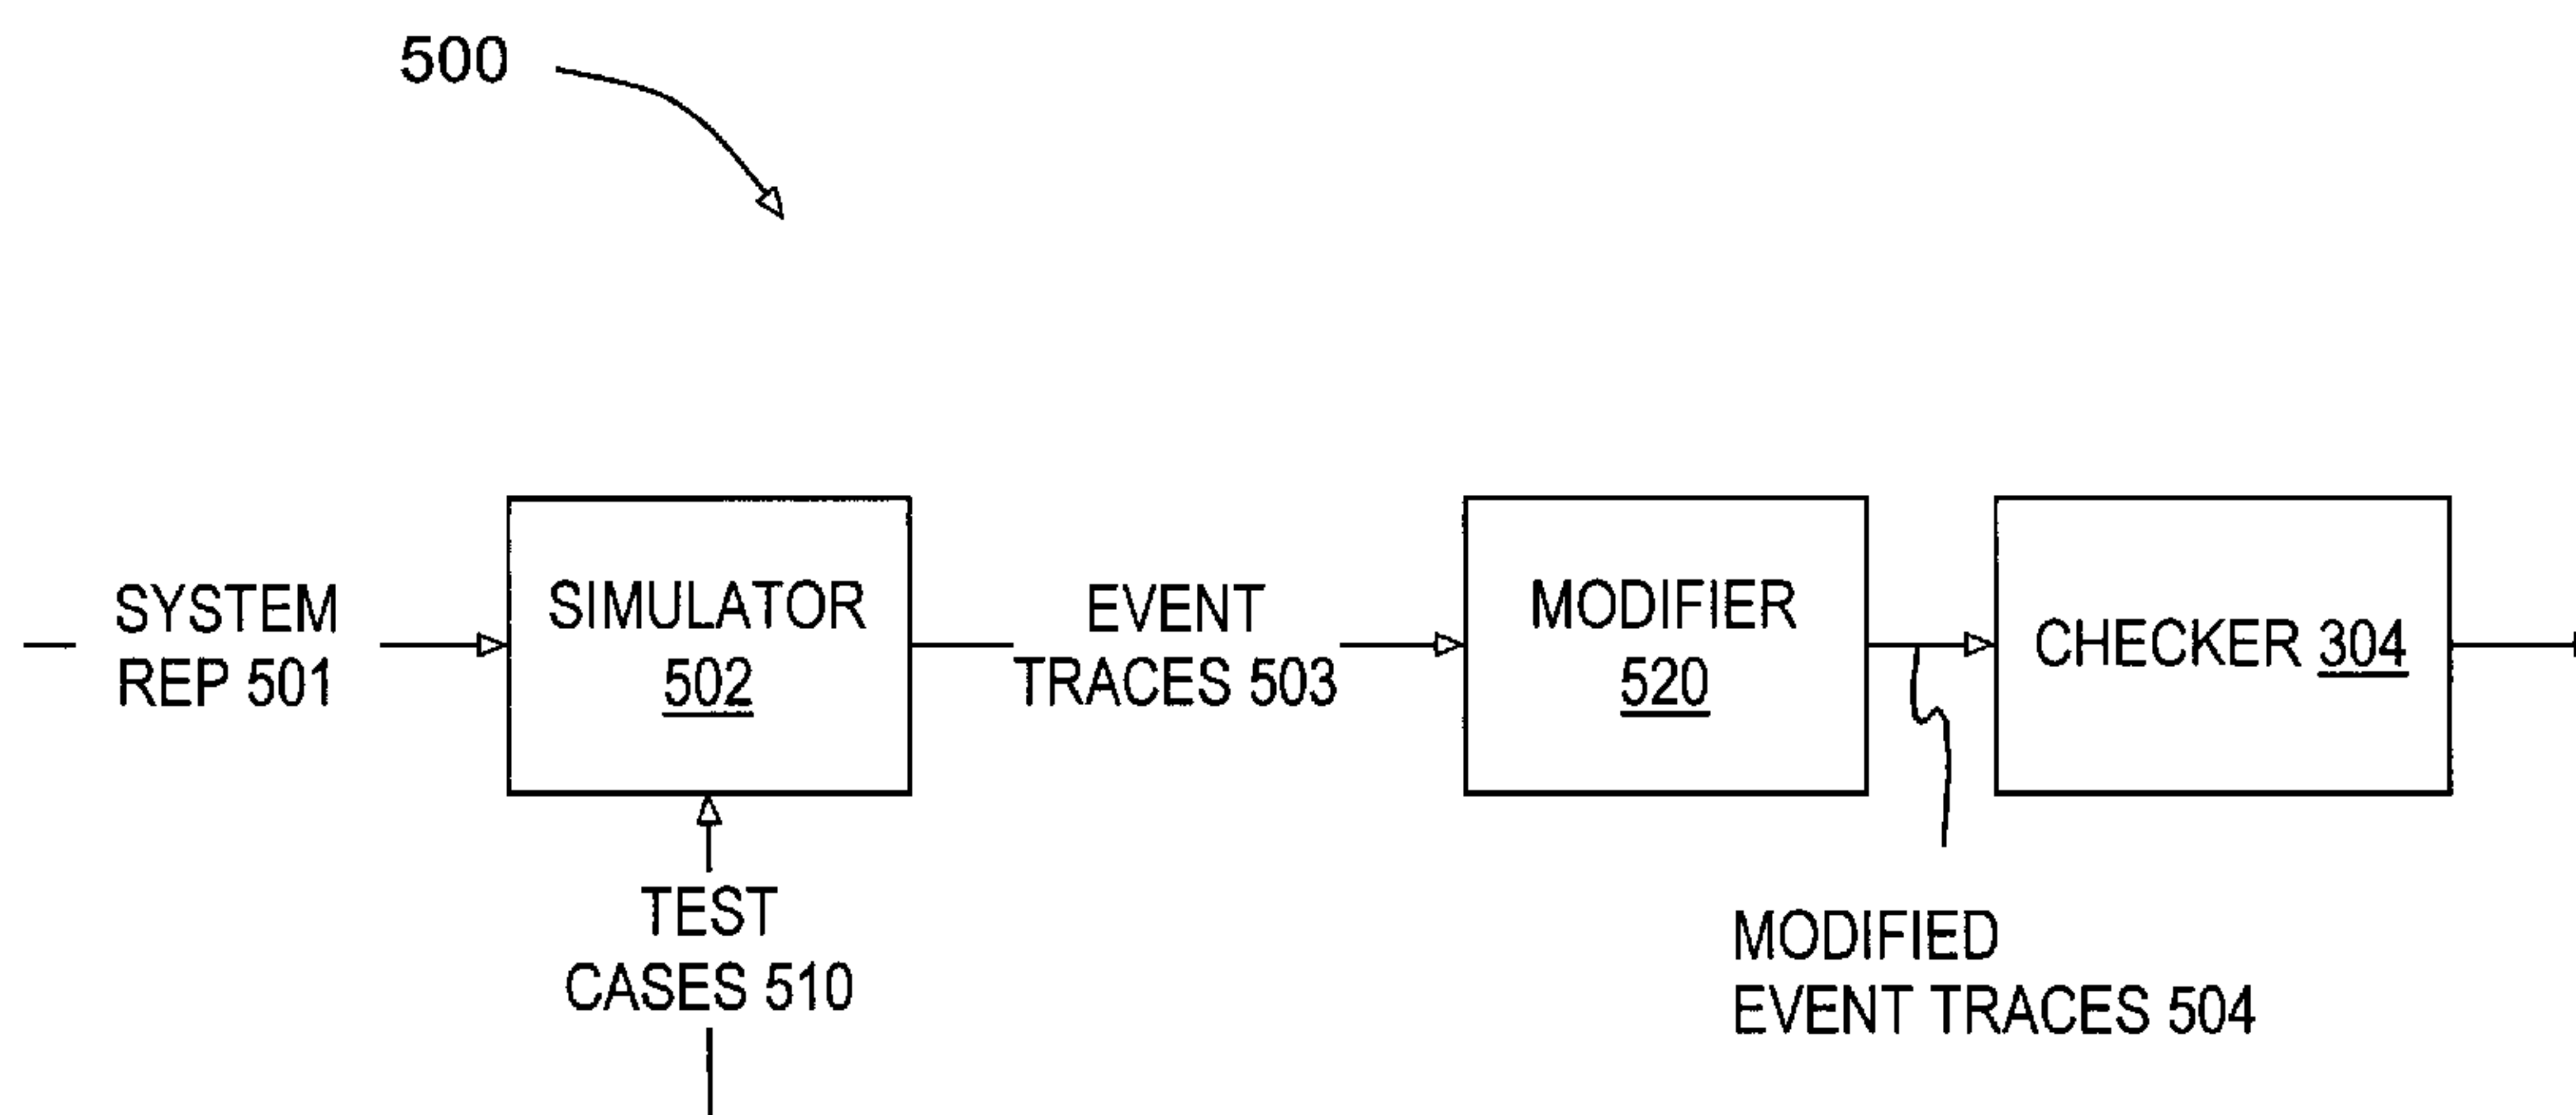 500
SYSTEM
REP 501
SIMULATOR
502
EVENT
TRACES 503
MODIFIER
520
CHECKER 304
TEST
CASES 510
MODIFIED
EVENT TRACES 504